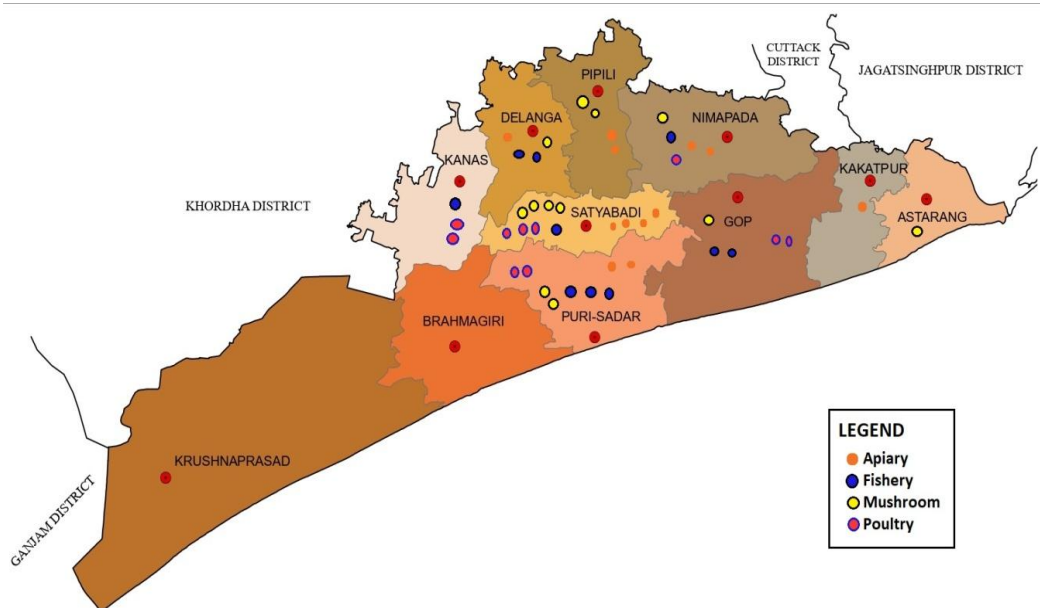 CUTTACK
DISTRICT
JAGATSINGHPUR DISTRICT
PIPILI
DELANGA
NIMAPADA
KANAS
KAKATPUR
KHORDHA DISTRICT
SATYABADI
GOP
ASTARANG
BRAHMAGIRI
PURI-SADAR
KRUSHNAPRASAD
GANJAM DISTRICT
LEGEND
Apiary
Fishery
Mushroom
Poultry